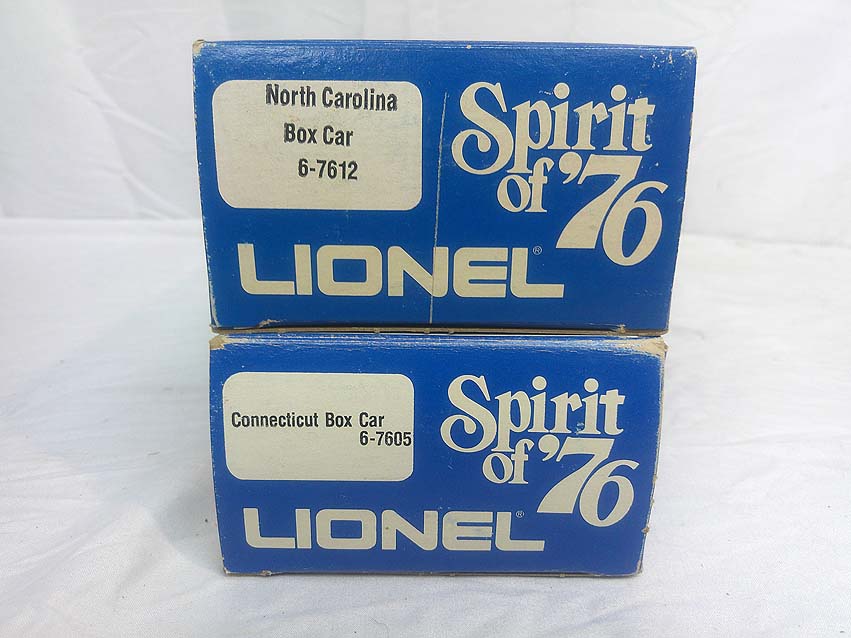 North Carolina
Box Car
6-7612
Spirit
of '76
LIONEL®
Connecticut Box Car
6-7605
Spirit
of '76
LIONEL®